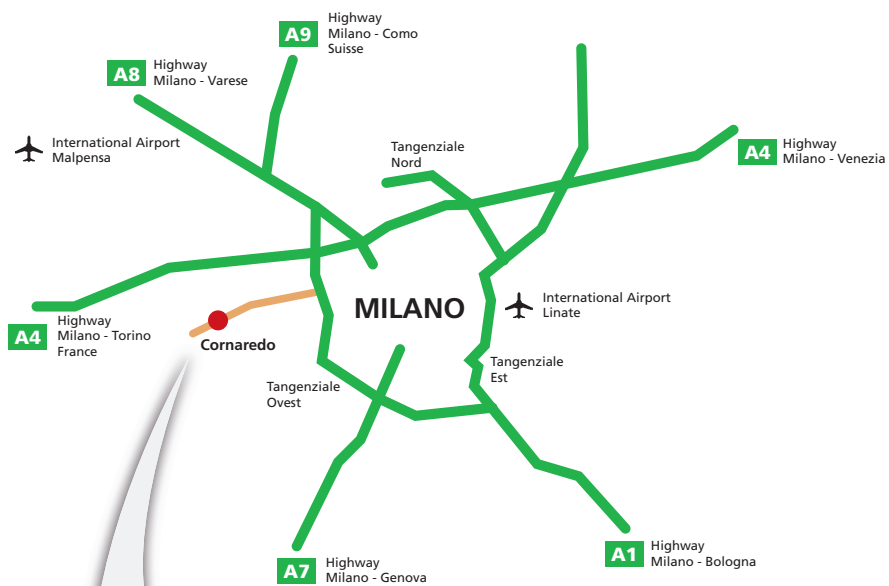 A9
Highway
Milano - Como
Suisse
A8
Highway
Milano - Varese
International Airport
Malpensa
Tangenziale
Nord
A4
Highway
Milano - Venezia
MILANO
International Airport
Linate
A4
Highway
Milano - Torino
France
Cornaredo
Tangenziale
Ovest
Tangenziale
Est
A7
Highway
Milano - Genova
A1
Highway
Milano - Bologna